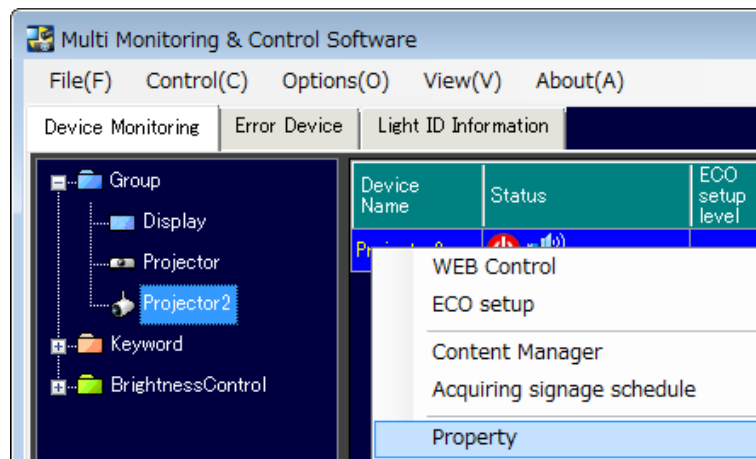 Multi Monitoring & Control Software
File(F) Control(C) Options(O) View(V) About(A)
Device Monitoring Error Device Light ID Information
Group
Display
Projector
Projector2
Keyword
BrightnessControl
Device Name
Status
ECO setup level
WEB Control
ECO setup
Content Manager
Acquiring signage schedule
Property